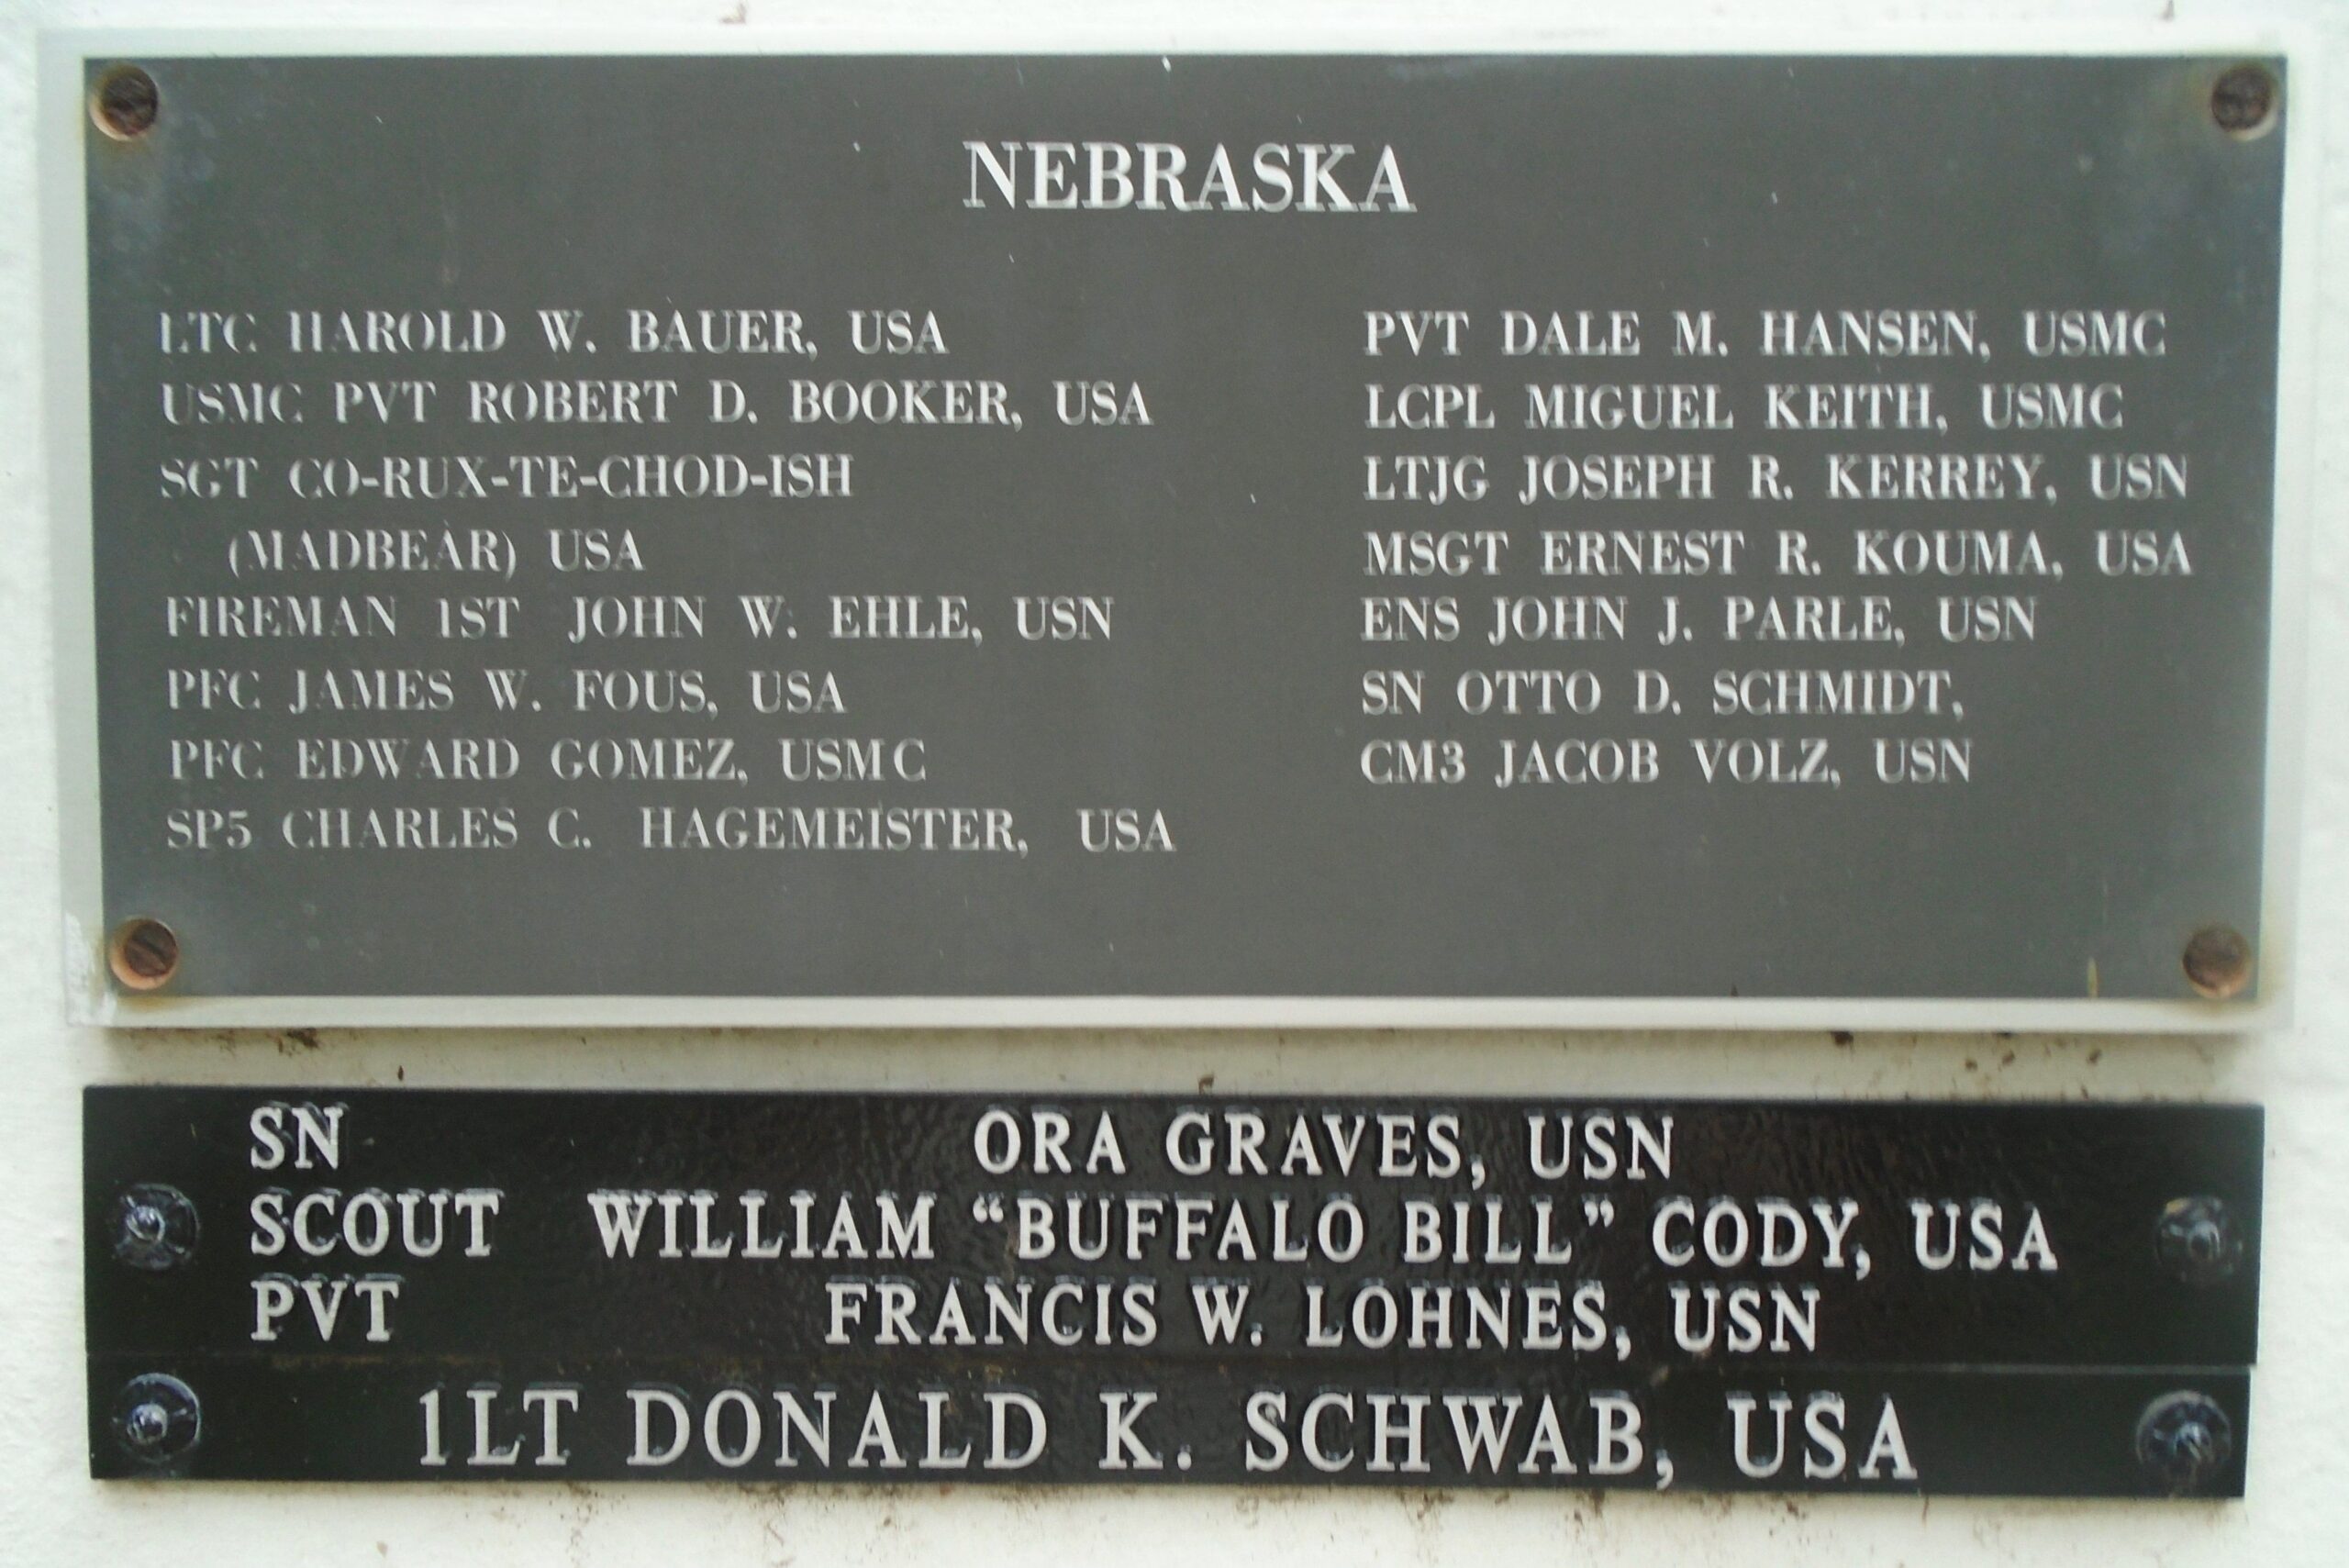 NEBRASKA
LTC HAROLD W. BAUER, USA
USMC PVT ROBERT D. BOOKER, USA
SGT CO-RUX-TE-CHOD-ISH
(MADBEAR) USA
FIREMAN 1ST JOHN W. EHLE, USN
PFC JAMES W. FOUS, USA
PFC EDWARD GOMEZ, USMC
SP5 CHARLES C. HAGEMEISTER, USA
PVT DALE M. HANSEN, USMC
LCPL MIGUEL KEITH, USMC
LTJG JOSEPH R. KERREY, USN
MSGT ERNEST R. KOUMA, USA
ENS JOHN J. PARLE, USN
SN OTTO D. SCHMIDT,
CM3 JACOB VOLZ, USN
SN ORA GRAVES, USN
SCOUT WILLIAM “BUFFALO BILL” CODY, USA
PVT FRANCIS W. LOHNES, USN
1LT DONALD K. SCHWAB, USA